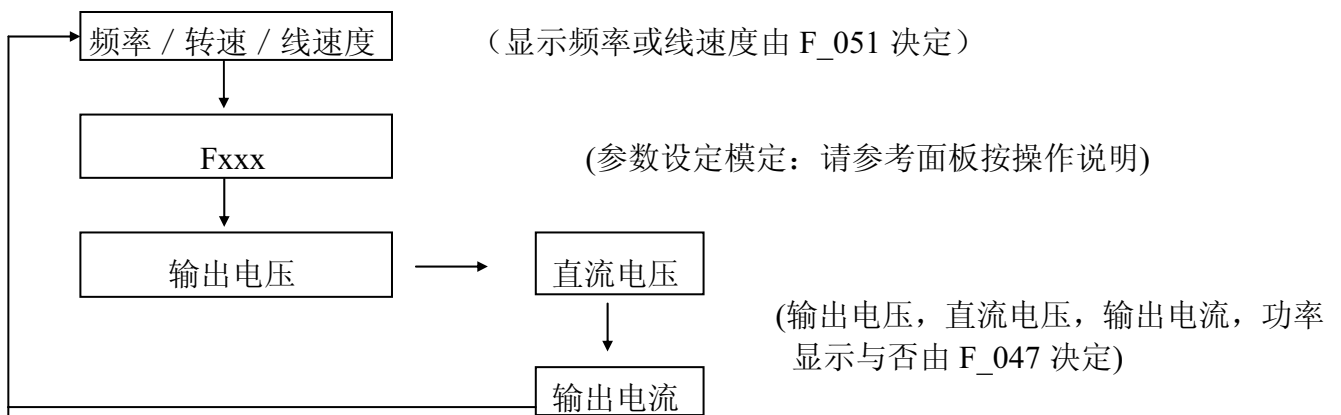 频率／转速／线速度
（显示频率或线速度由 F_051 决定）
Fxxx
(参数设定模定：请参考面板按操作说明)
输出电压
直流电压
(输出电压，直流电压，输出电流，功率
显示与否由 F_047 决定)
输出电流